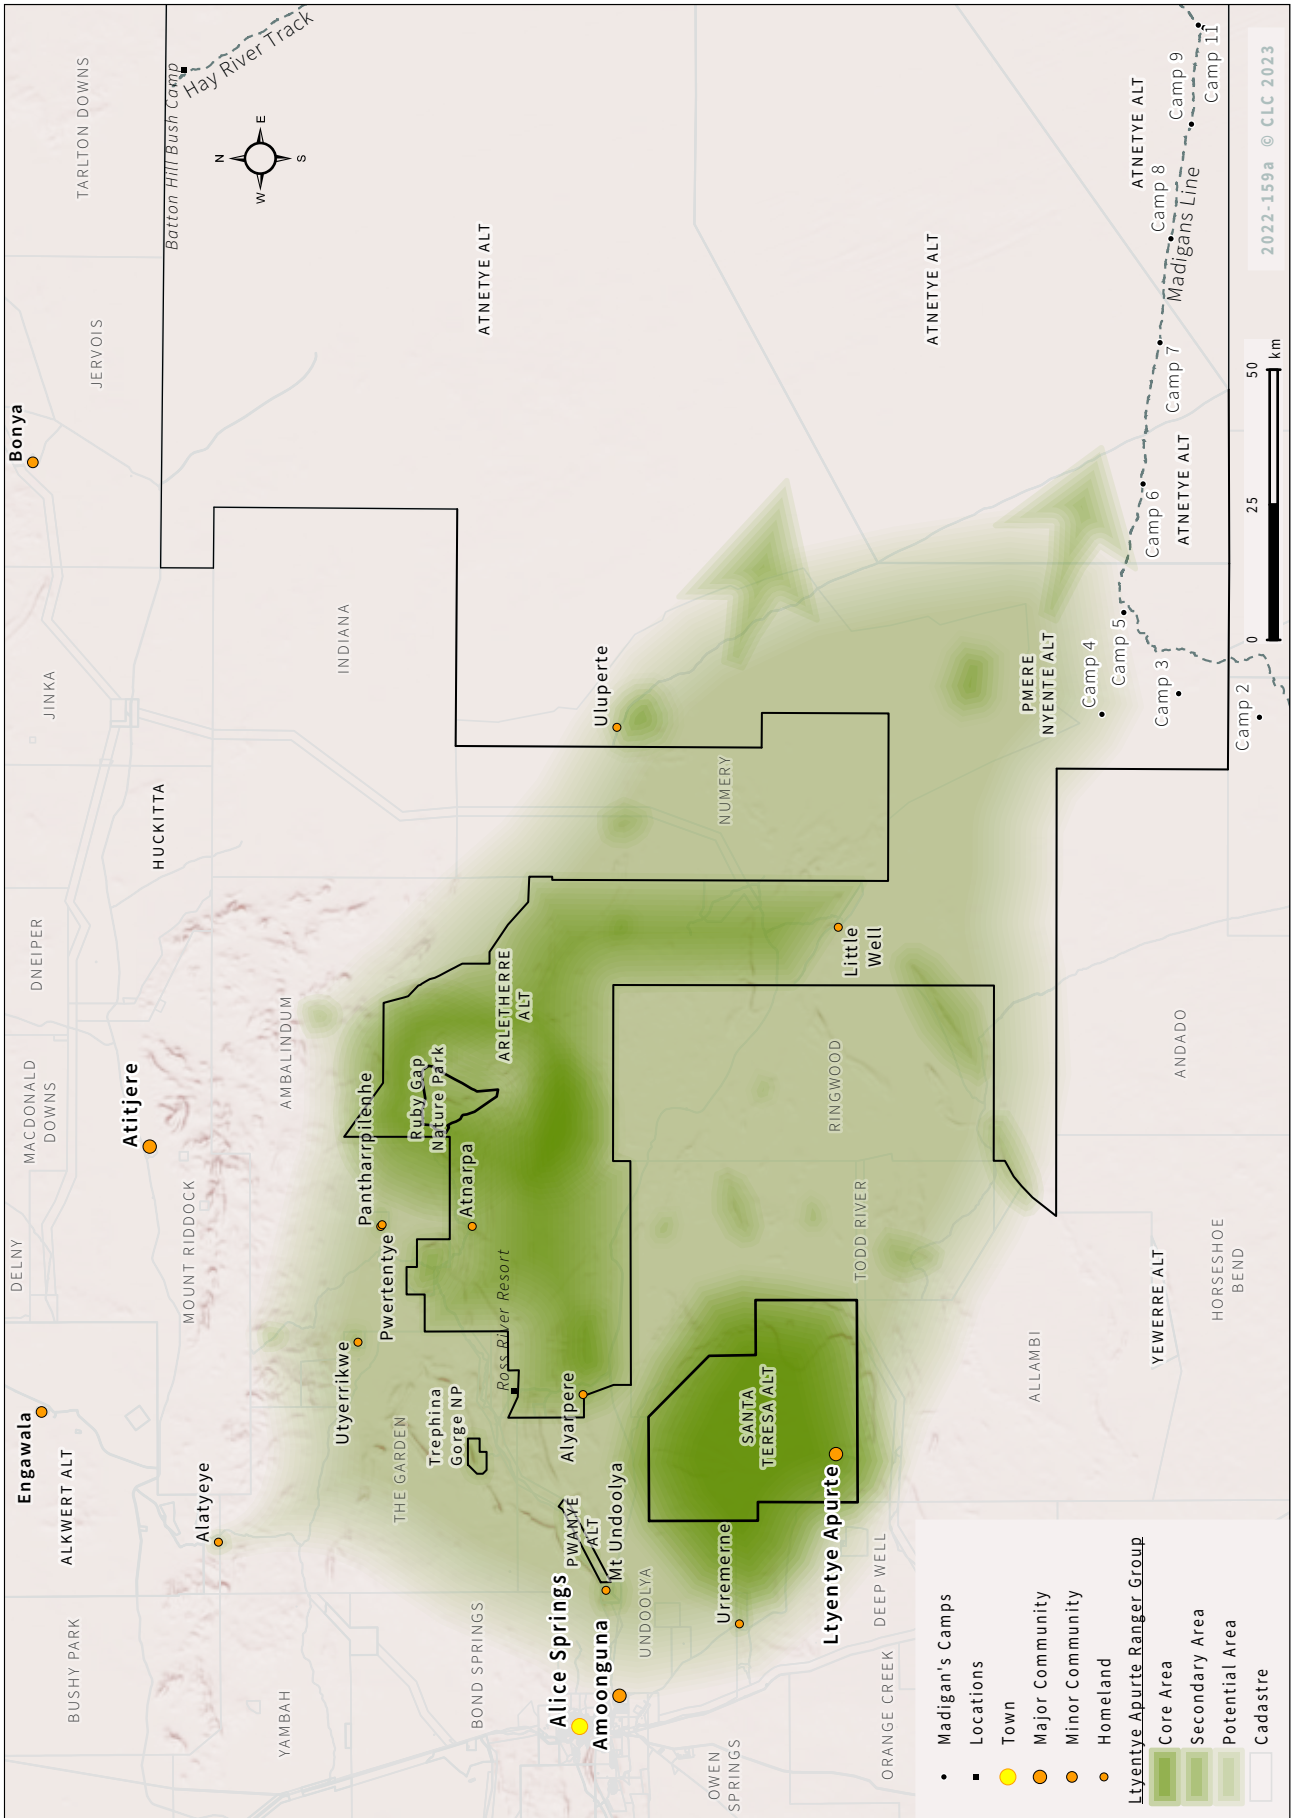 DELNY
Bonya
Engawala
MACDONALD
DOWNS
DNEIPER
JINKA
ALKWERT ALT
BUSHY PARK
TARLTON DOWNS
JERVOIS
Atitjere
HUCKITTA
Batton Hill Bush Camp
Hay River Track
MOUNT RIDDOCK
Alatyeye
N
E
S
W
YAMBAH
AMBALINDUM
INDIANA
Utyerrikwe
Pantharrpilenhe
Pwertentye
THE GARDEN
Ruby Gap
Nature Park
Trephina
Gorge NP
Atnarpa
BOND SPRINGS
ATNETYE ALT
Ross River Resort
ARLETHERRE
ALT
Alice Springs
Alyarpere
PWANYE
ALT
Amoonguna
Uluperte
Mt Undoolya
UNDOOLYA
OWEN
SPRINGS
Urrememe
NUMERY
SANTA
TERESA ALT
Ltyentye Apurte
RINGWOOD
Little
Well
TODD RIVER
DEEP WELL
ORANGE CREEK
ATNETYE ALT
PMERE
NYENTE ALT
ALLAMBI
Camp 4
Camp 5
Camp 3
Camp 6
Camp 7
Camp 8
Camp 9
Camp 11
ATNETYE ALT
Madigans Line
ATNETYE ALT
YEWERRE ALT
ANDADO
HORSESHOE
BEND
Camp 2
Madigan's Camps
Locations
Town
Major Community
Minor Community
Homeland
Ltyentye Apurte Ranger Group
Core Area
Secondary Area
Potential Area
Cadastre
0 25 50
km
2022-159a © CLC 2023